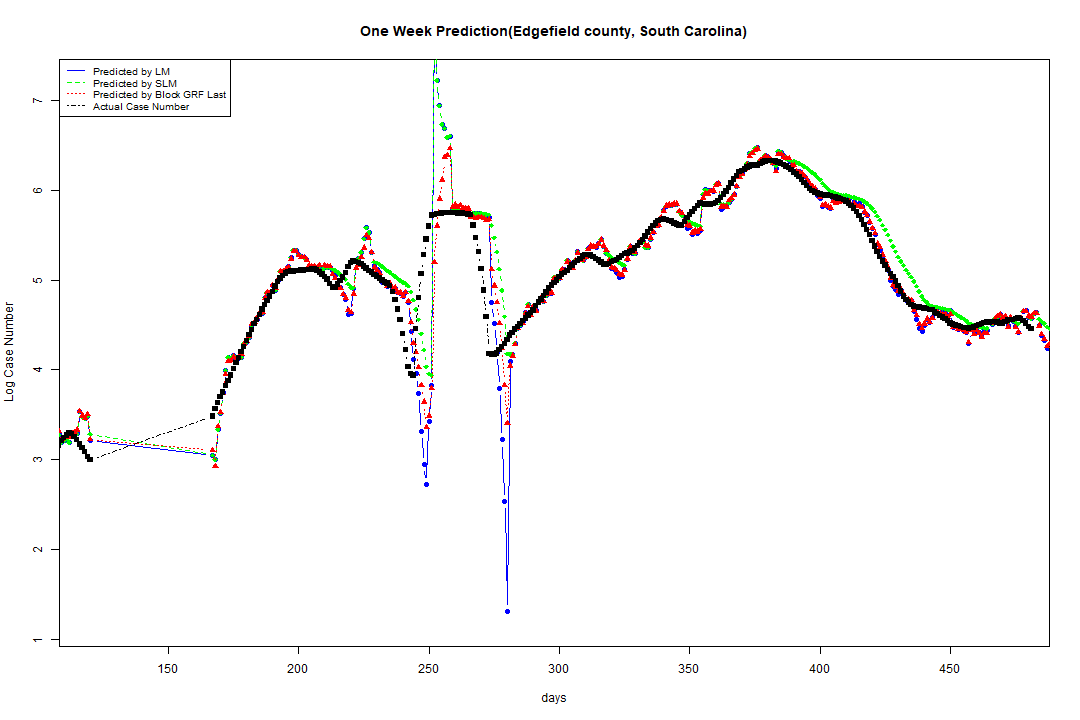 One Week Prediction(Edgefield county, South Carolina)
Predicted by LM
Predicted by SLM
Predicted by Block GRF Last
Actual Case Number
Log Case Number
7
6
5
4
3
2
1
150 200 250 300 350 400 450
days